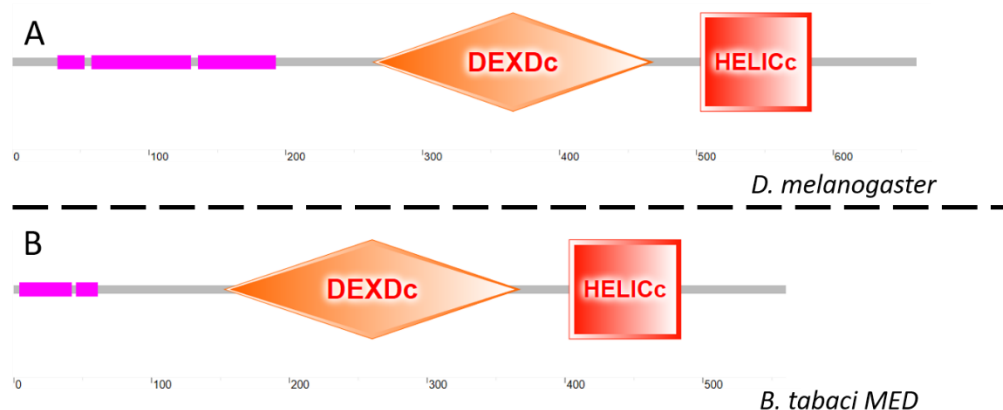 A
DEXDc HELICc
0 100 200 300 400 500 600
D. melanogaster
B
DEXDc HELICc
0 100 200 300 400 500
B. tabaci MED